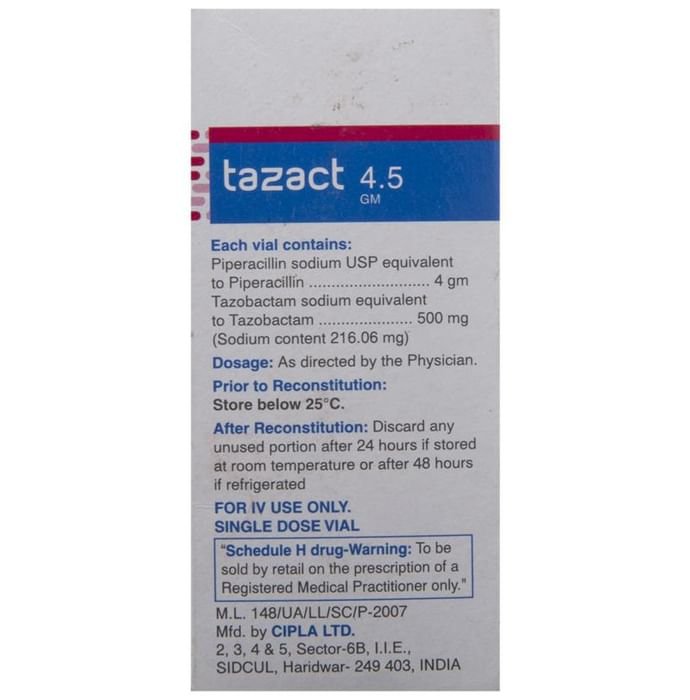 tazact 4.5
GM
Each vial contains:
Piperacillin sodium USP equivalent
to Piperacillin ........................... 4 gm
Tazobactam sodium equivalent
to Tazobactam ..................... 500 mg
(Sodium content 216.06 mg)
Dosage: As directed by the Physician.
Prior to Reconstitution:
Store below 25°C.
After Reconstitution: Discard any
unused portion after 24 hours if stored
at room temperature or after 48 hours
if refrigerated
FOR IV USE ONLY.
SINGLE DOSE VIAL
"Schedule H drug-Warning: To be
sold by retail on the prescription of a
Registered Medical Practitioner only."
M.L. 148/UA/LL/SC/P-2007
Mfd. by CIPLA LTD.
2, 3, 4 & 5, Sector-6B, I.I.E.,
SIDCUL, Haridwar- 249 403, INDIA